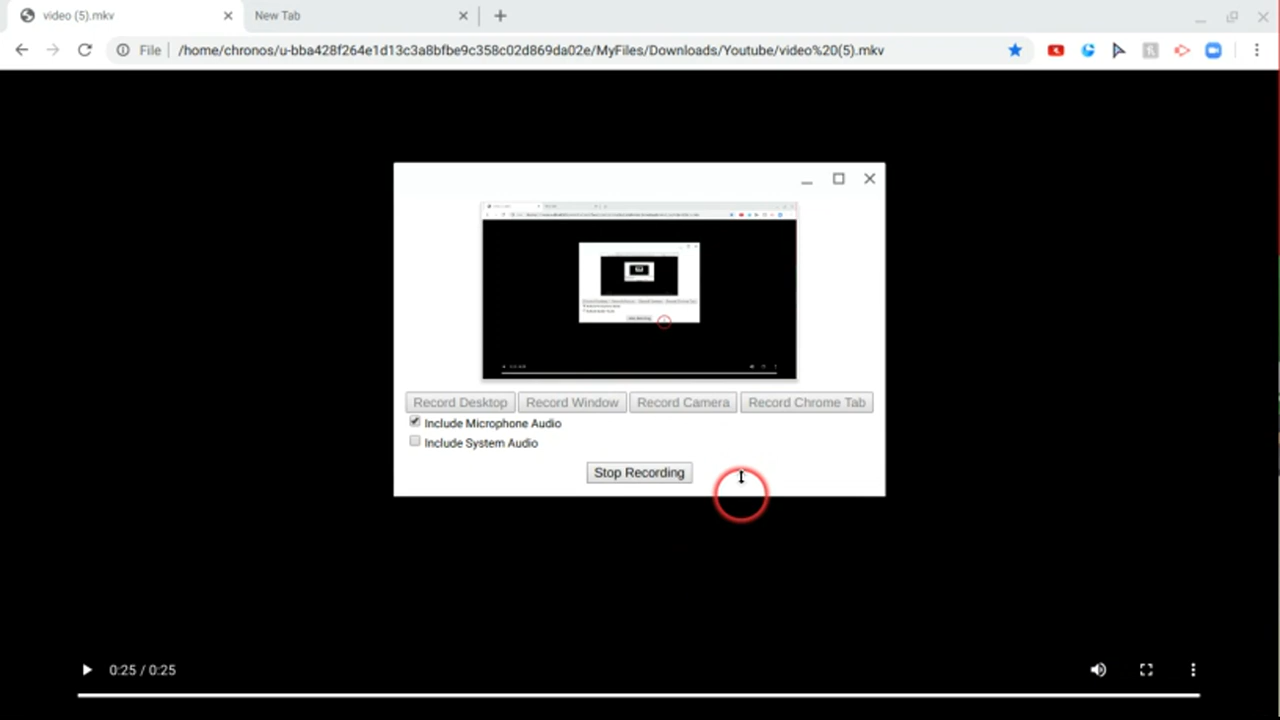 video (5).mkv
New Tab
File
/home/chronos/u-bba428f264e1d13c3a8bfbe9c358c02d869da02e/MyFiles/Downloads/Youtube/video%20(5).mkv
Record Desktop
Record Window
Record Camera
Record Chrome Tab
Include Microphone Audio
Include System Audio
Stop Recording
0:25 / 0:25